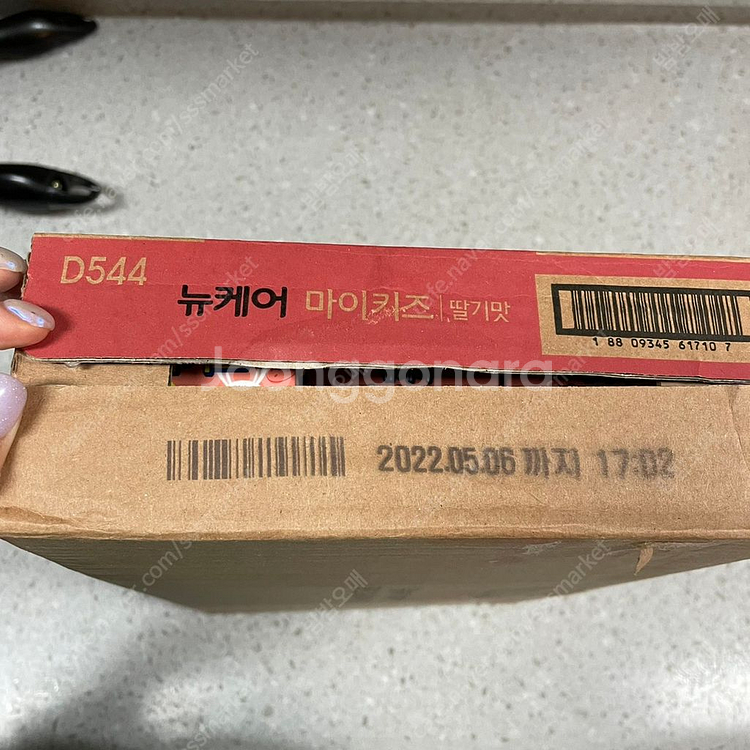 D544
뉴케어 마이키즈 딸기맛
1 88 09345 61710 7
Joonggonara
2022.05.06 까지 17:02